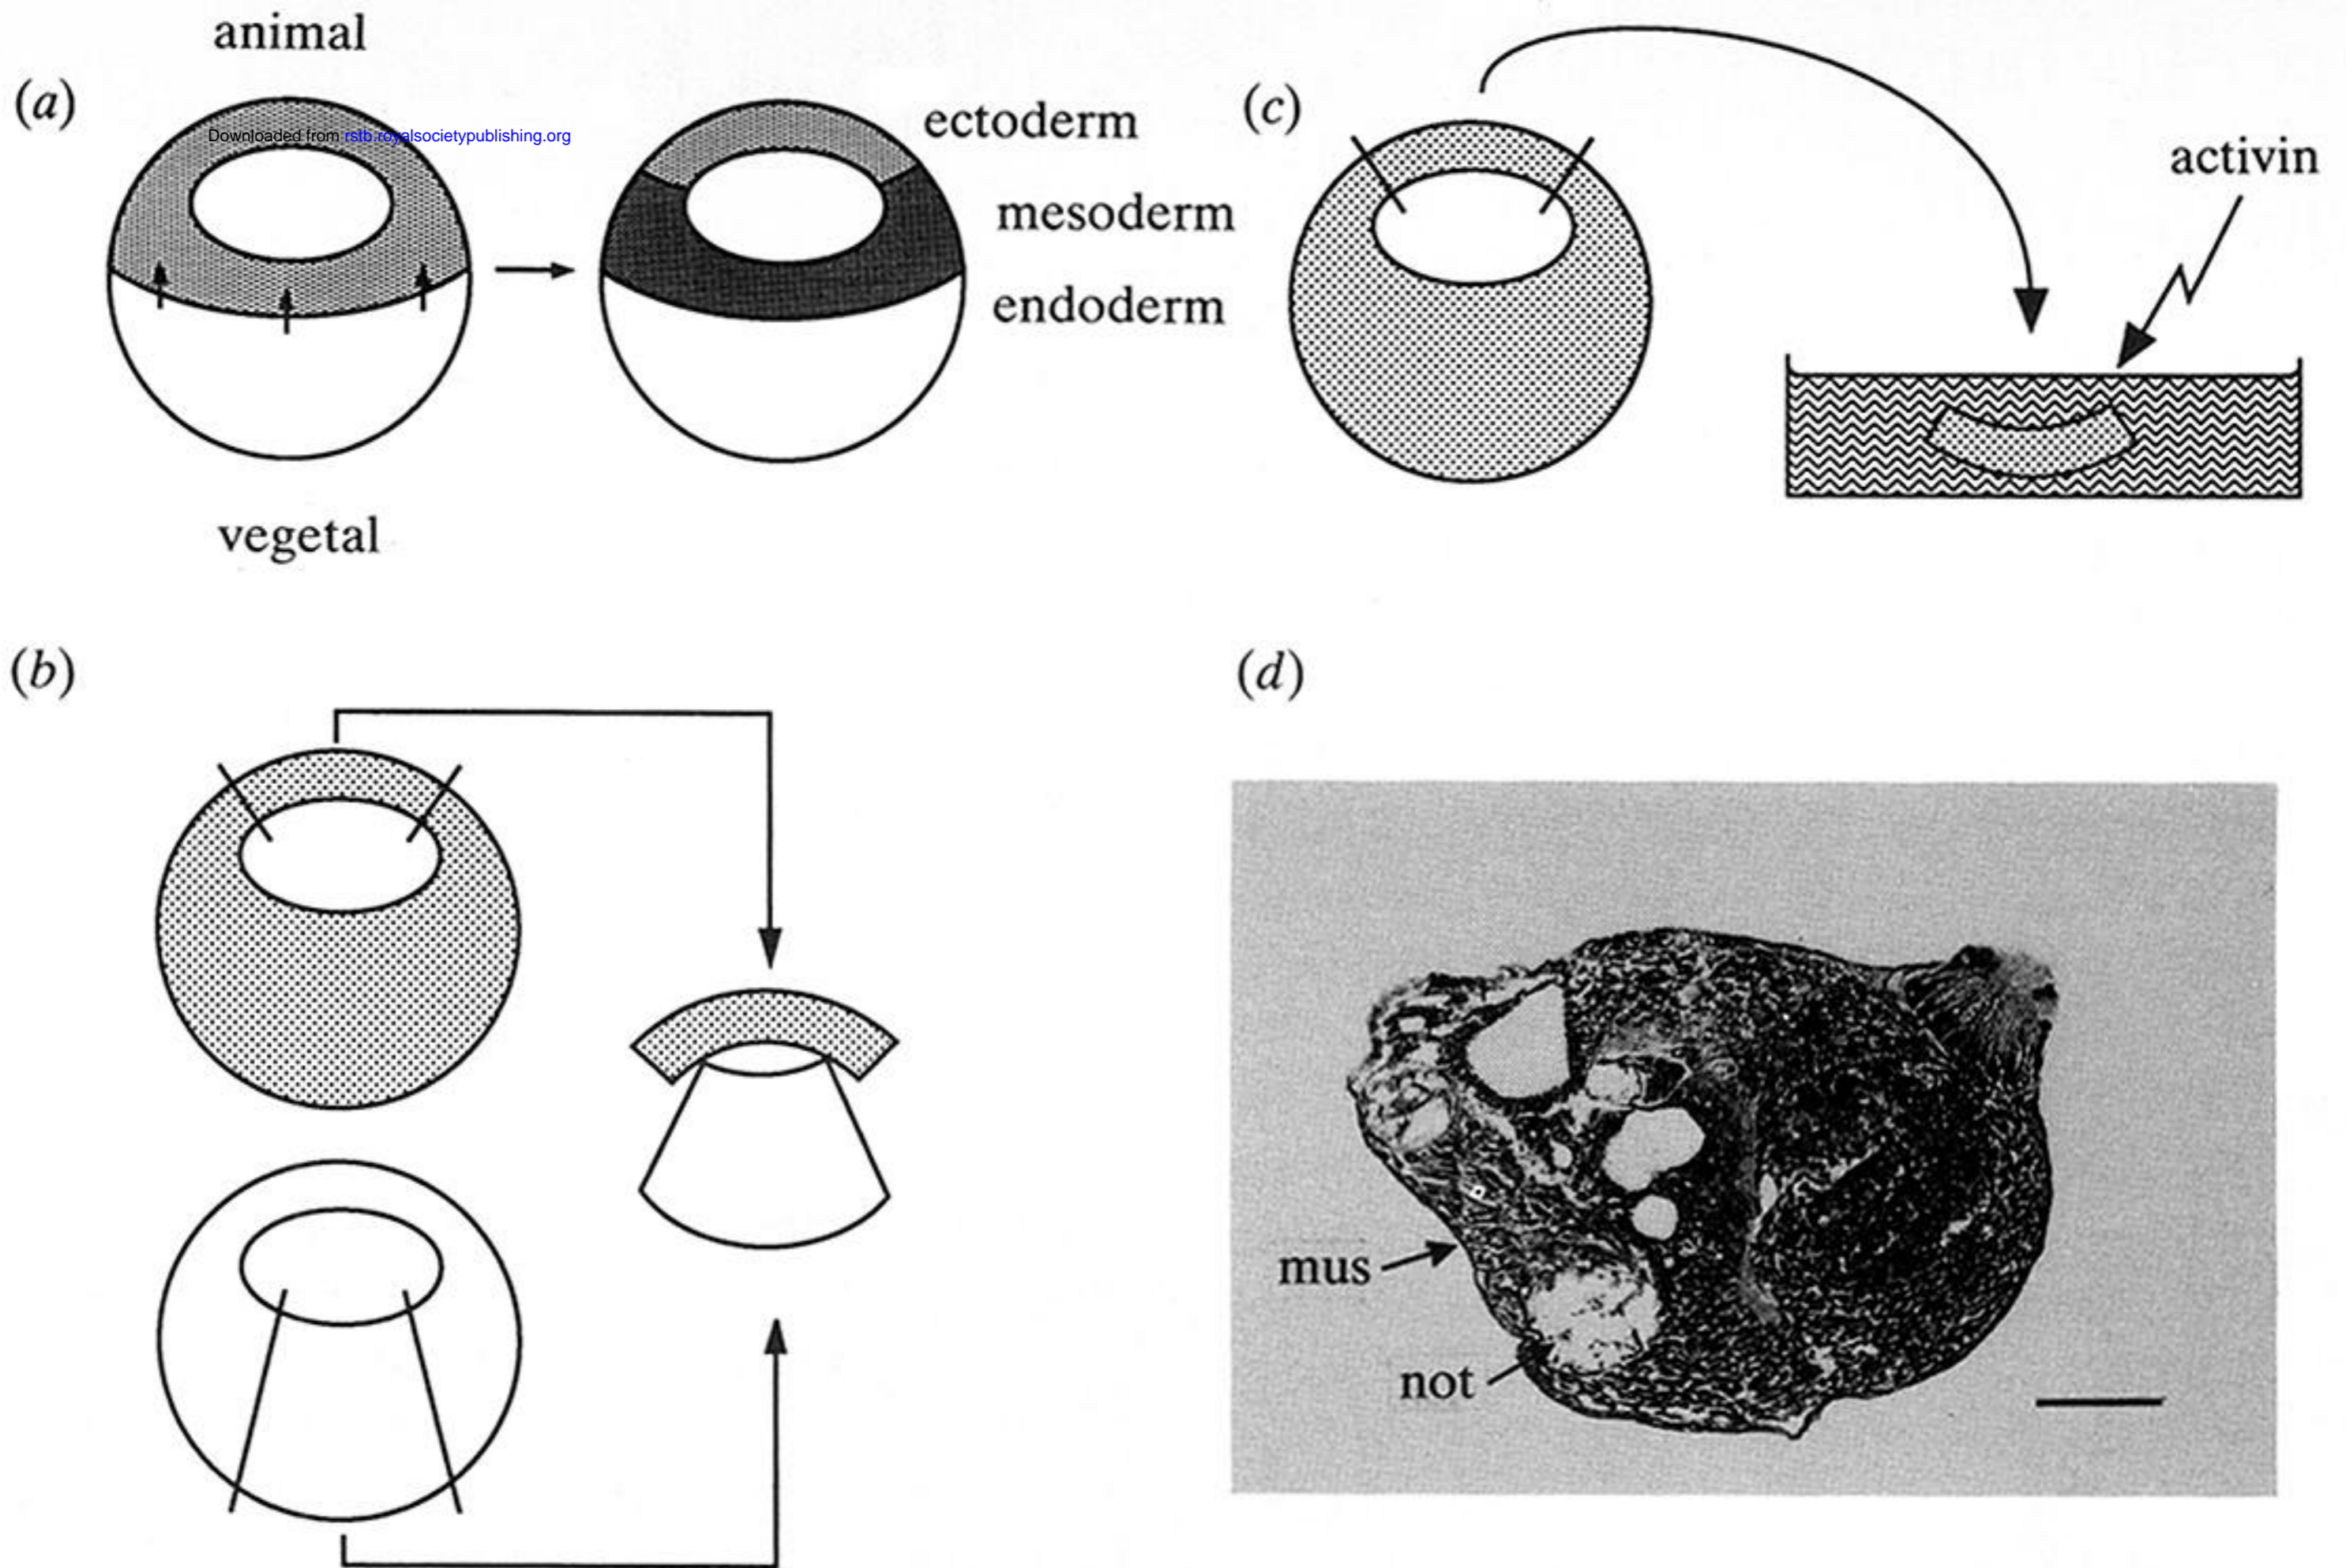 animal
(a)
Downloaded from rstb.royalsocietypublishing.org
ectoderm
mesoderm
endoderm
vegetal
(c)
activin
(b)
(d)
mus
not